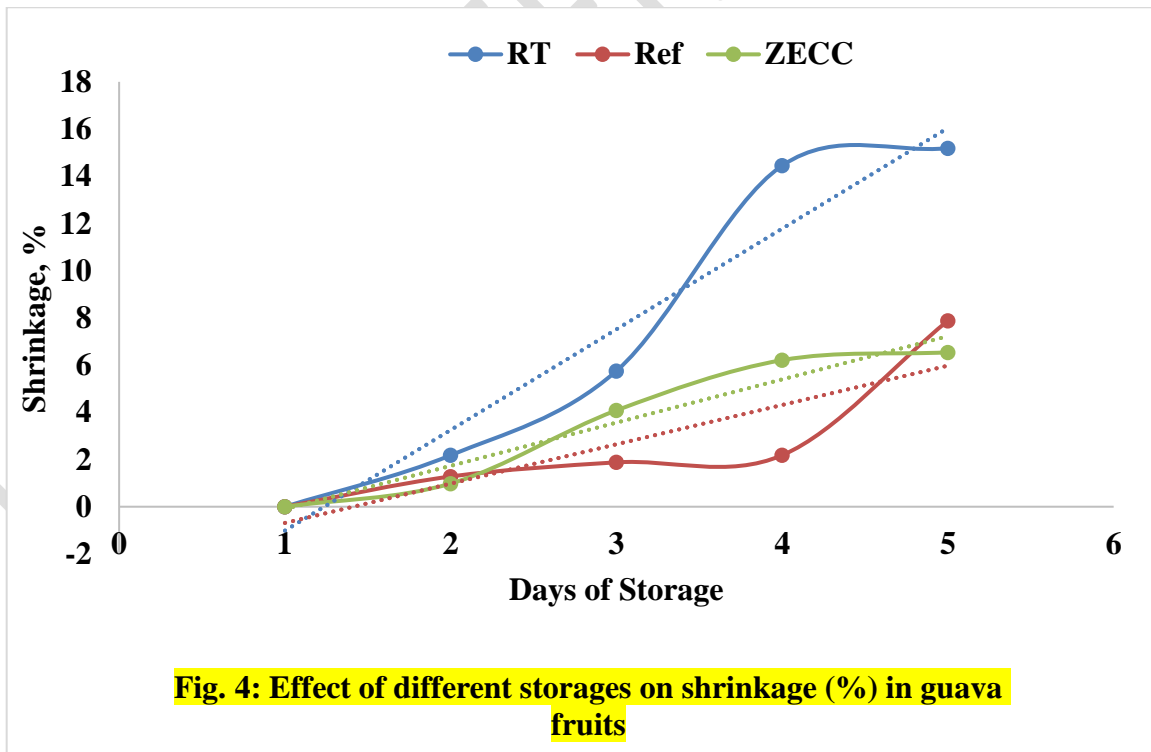 RT Ref ZECC
18
16
14
12
10
8
6
4
2
0
-2
Shrinkage, %
0 1 2 3 4 5 6
Days of Storage
Fig. 4: Effect of different storages on shrinkage (%) in guava
fruits